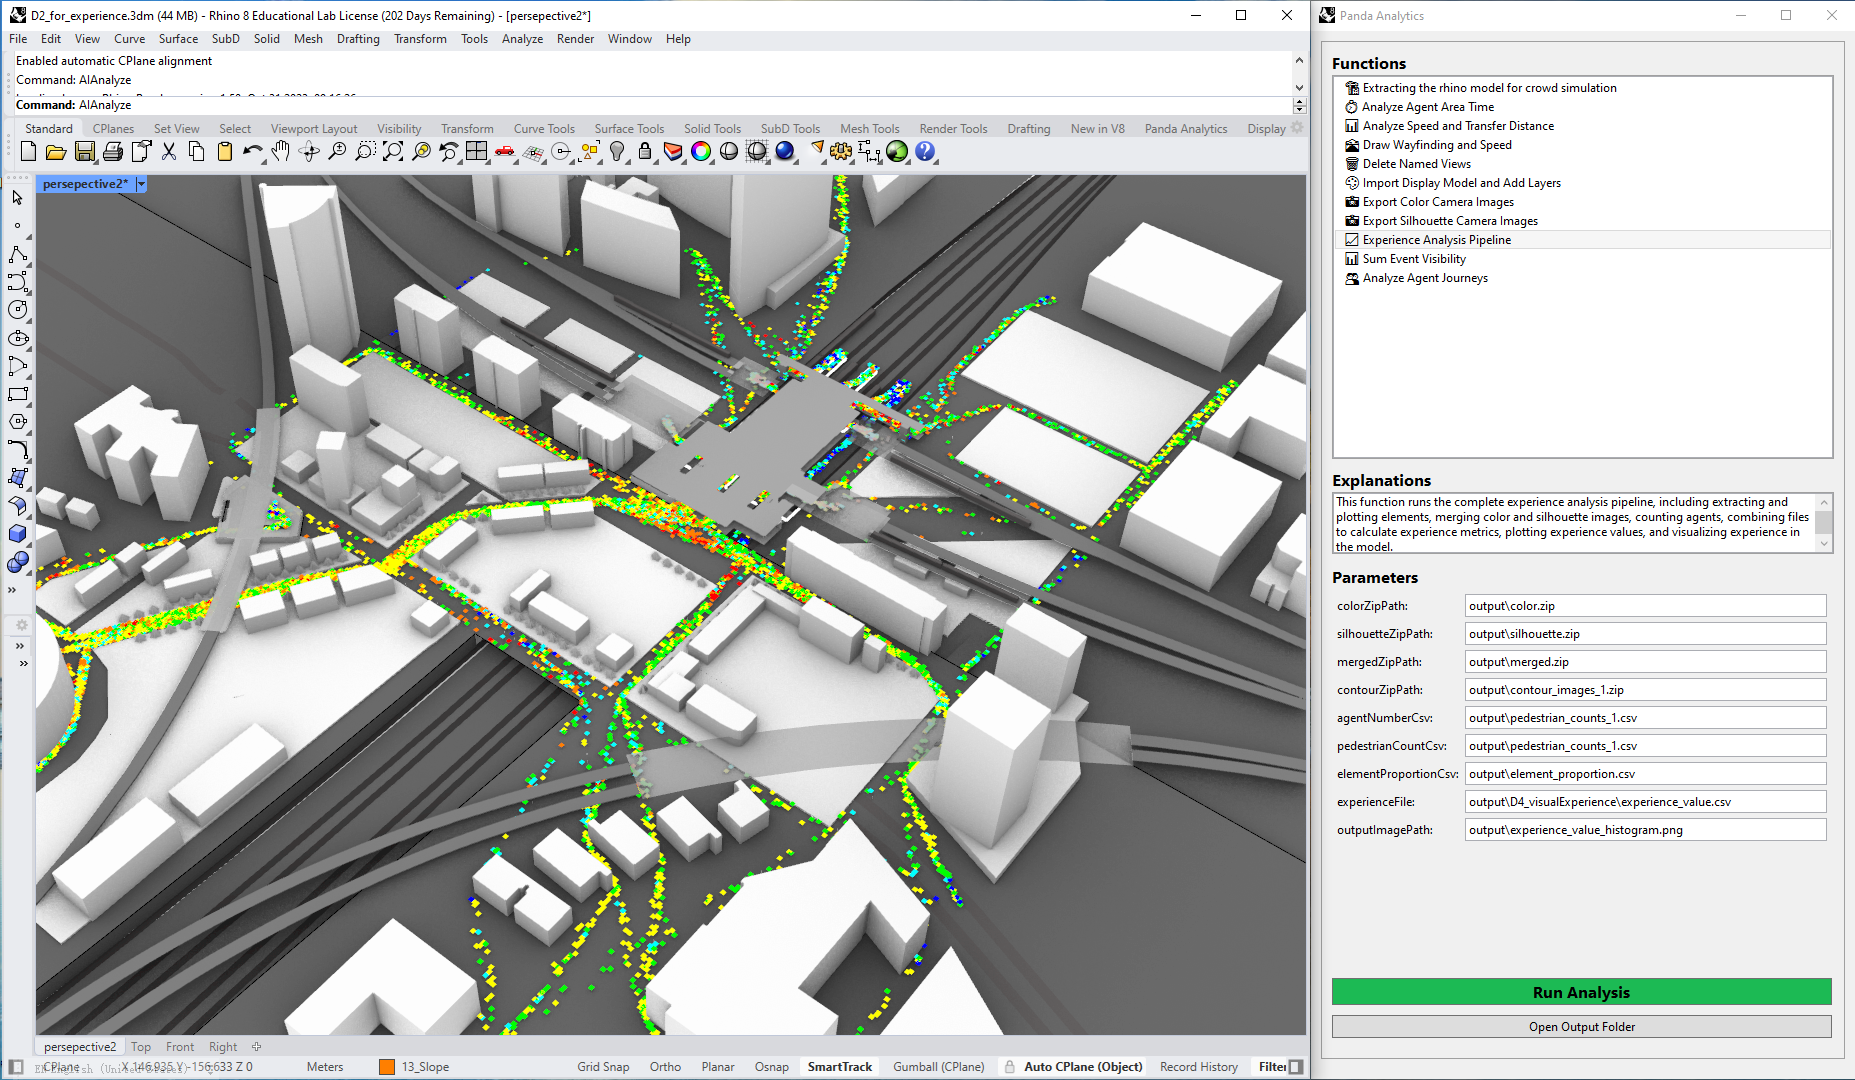 D2_for_experience.3dm (44 MB) - Rhino 8 Educational Lab License (202 Days Remaining) - [persepective2*]
File Edit View Curve Surface SubD Solid Mesh Drafting Transform Tools Analyze Render Window Help
Enabled automatic CPlane alignment
Command: AIAnalyze
Command: AIAnalyze
Standard CPlanes Set View Select Viewport Layout Visibility Transform Curve Tools Surface Tools Solid Tools SubD Tools Mesh Tools Render Tools Drafting New in V8 Panda Analytics Display
persepective2*
persepective2 Top Front Right
CPlane X 146.935 Y -156.633 Z 0 Meters 13_Slope Grid Snap Ortho Planar Osnap SmartTrack Gumball (CPlane) Auto CPlane (Object) Record History Filter
Panda Analytics
Functions
Extracting the rhino model for crowd simulation
Analyze Agent Area Time
Analyze Speed and Transfer Distance
Draw Wayfinding and Speed
Delete Named Views
Import Display Model and Add Layers
Export Color Camera Images
Export Silhouette Camera Images
Experience Analysis Pipeline
Sum Event Visibility
Analyze Agent Journeys
Explanations
This function runs the complete experience analysis pipeline, including extracting and
plotting elements, merging color and silhouette images, counting agents, combining files
to calculate experience metrics, plotting experience values, and visualizing experience in
the model.
Parameters
colorZipPath: output\color.zip
silhouetteZipPath: output\silhouette.zip
mergedZipPath: output\merged.zip
contourZipPath: output\contour_images_1.zip
agentNumberCsv: output\pedestrian_counts_1.csv
pedestrianCountCsv: output\pedestrian_counts_1.csv
elementProportionCsv: output\element_proportion.csv
experienceFile: output\D4_visualExperience\experience_value.csv
outputImagePath: output\experience_value_histogram.png
Run Analysis
Open Output Folder